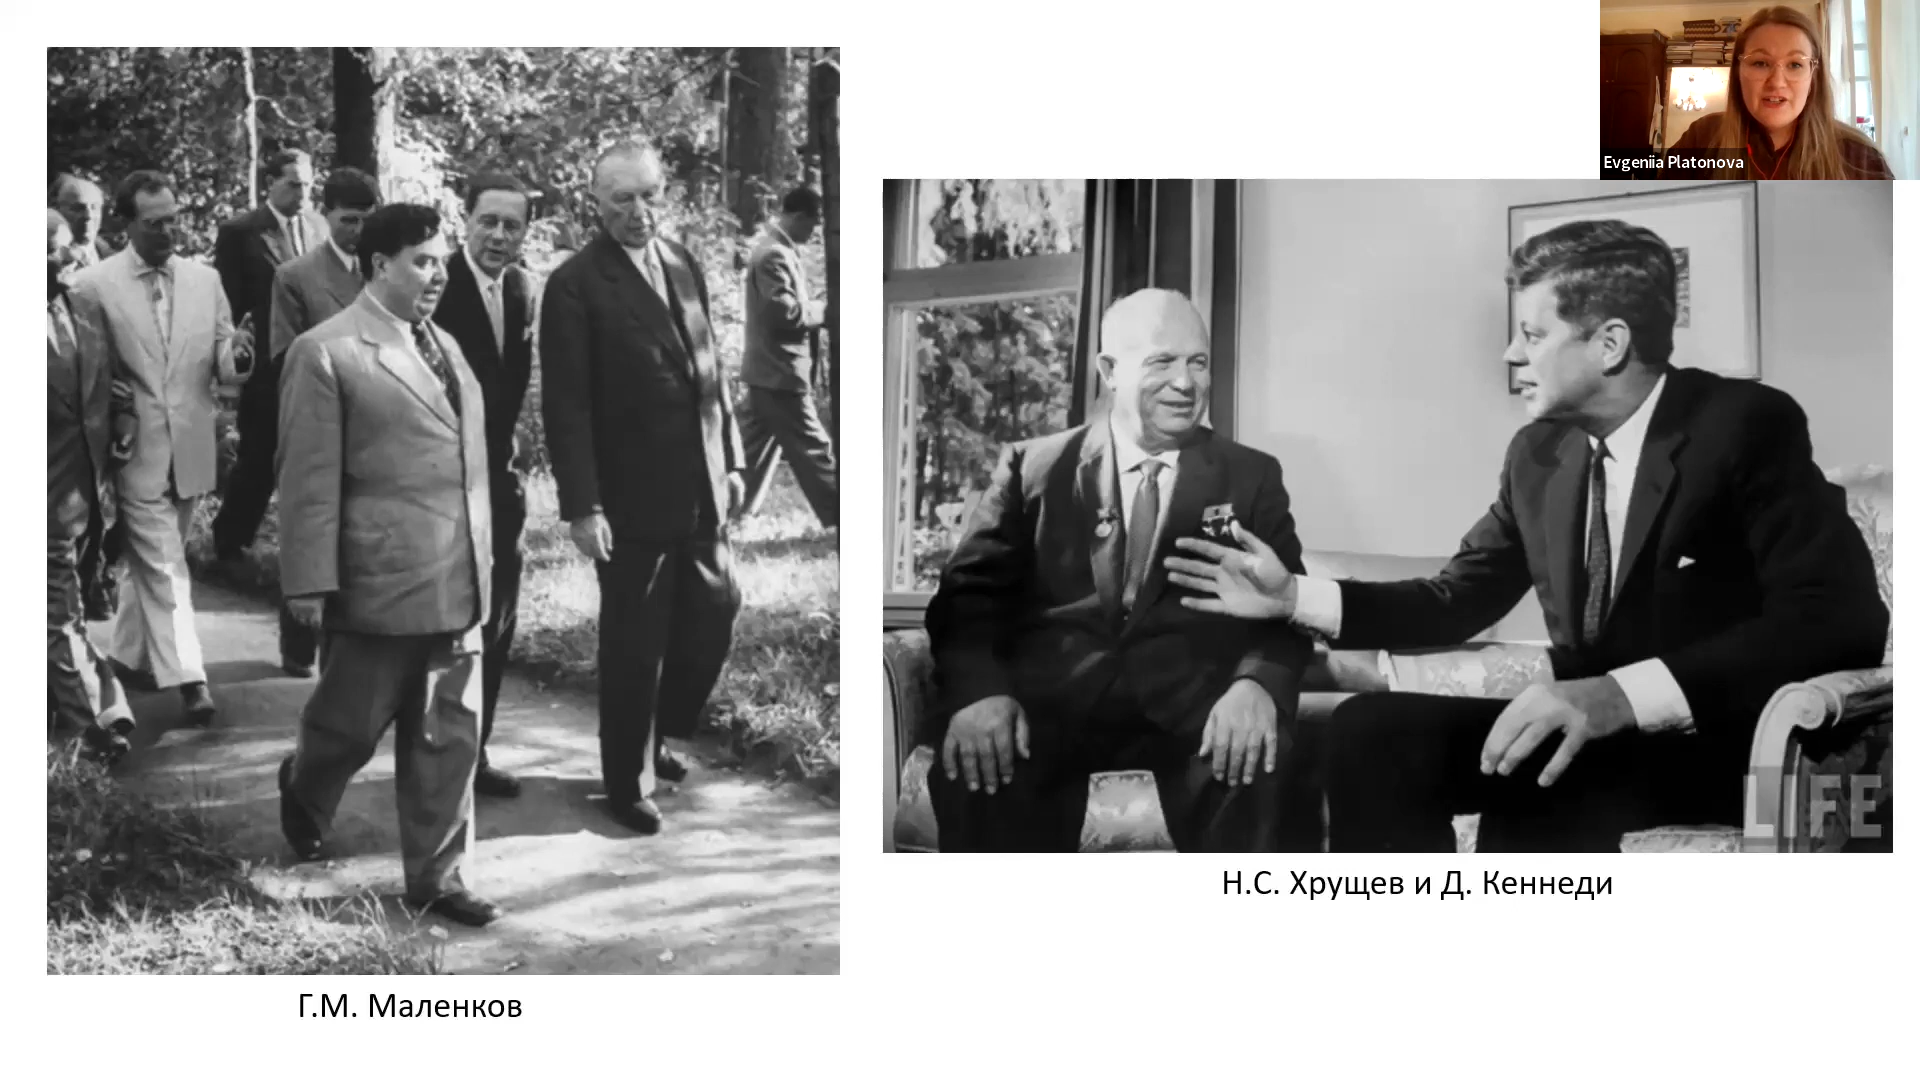 Evgeniia Platonova
LIFE
Н.С. Хрущев и Д. Кеннеди
Г.М. Маленков